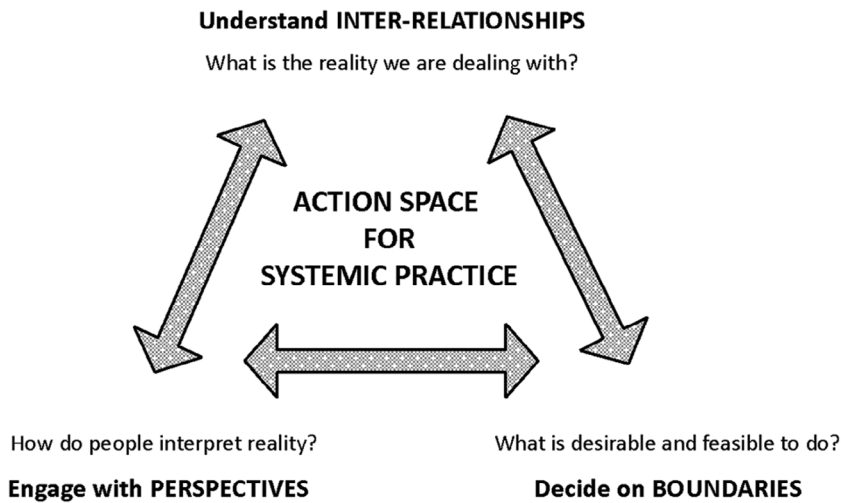 Understand INTER-RELATIONSHIPS
What is the reality we are dealing with?
ACTION SPACE
FOR
SYSTEMIC PRACTICE
How do people interpret reality?
Engage with PERSPECTIVES
What is desirable and feasible to do?
Decide on BOUNDARIES